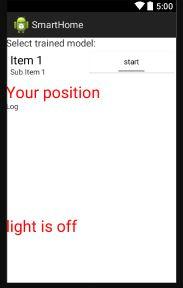 5:00
SmartHome
Select trained model:
Item 1
Sub Item 1
start
Your position
Log
light is off